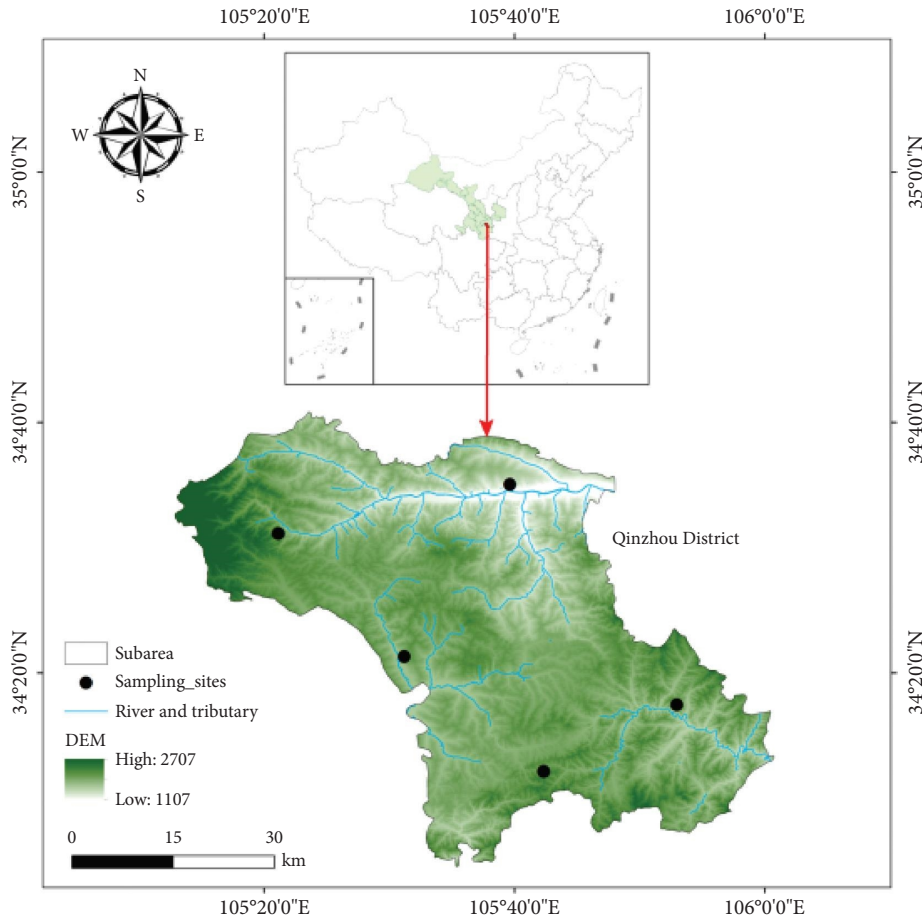 105°20'0"E 105°40'0"E 106°0'0"E
N
W E
S
35°0'0"N 35°0'0"N
34°40'0"N 34°40'0"N
Qinzhou District
34°20'0"N 34°20'0"N
Subarea
Sampling_sites
River and tributary
DEM
High: 2707
Low: 1107
0 15 30
km
105°20'0"E 105°40'0"E 106°0'0"E